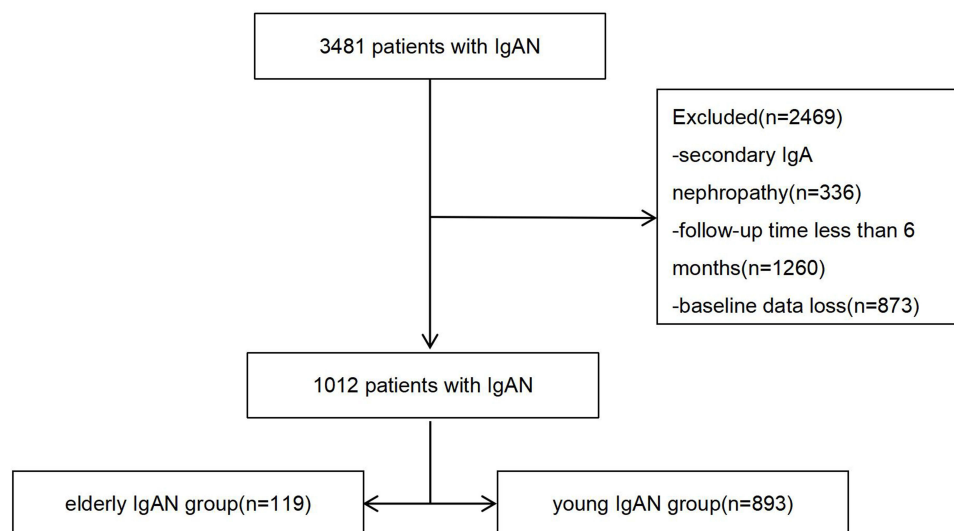 3481 patients with IgAN
Excluded(n=2469)
-secondary IgA
nephropathy(n=336)
-follow-up time less than 6
months(n=1260)
-baseline data loss(n=873)
1012 patients with IgAN
elderly IgAN group(n=119)
young IgAN group(n=893)